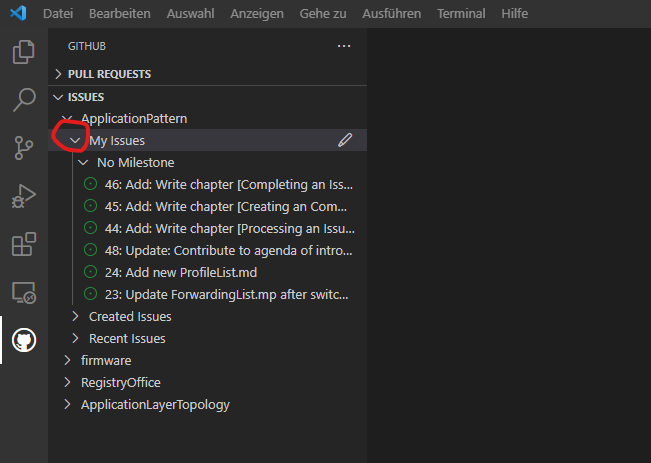 Datei Bearbeiten Auswahl Anzeigen Gehe zu Ausführen Terminal Hilfe
GITHUB
PULL REQUESTS
ISSUES
ApplicationPattern
My Issues
No Milestone
46: Add: Write chapter [Completing an Iss...
45: Add: Write chapter [Creating an Com...
44: Add: Write chapter [Processing an Issu...
48: Update: Contribute to agenda of intro...
24: Add new ProfileList.md
23: Update ForwardingList.mp after switc...
Created Issues
Recent Issues
firmware
RegistryOffice
ApplicationLayerTopology